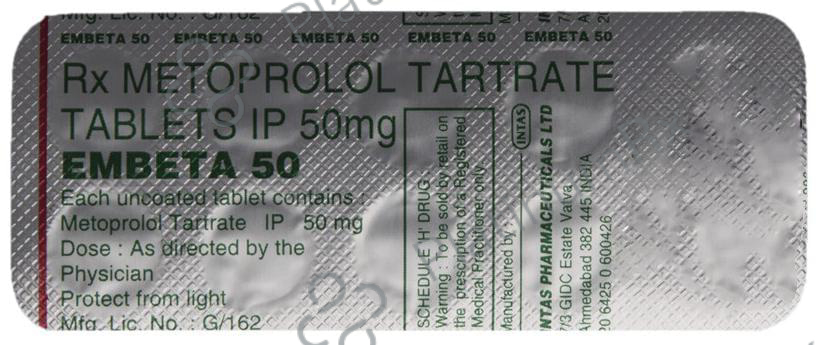 Mfg. Lic. No. : G/162
EMBETA 50 EMBETA 50 EMBETA 50 EMBETA 50 EMBETA 50
Rx METOPROLOL TARTRATE
TABLETS IP 50mg
EMBETA 50
Each uncoated tablet contains :
Metoprolol Tartrate IP 50 mg
Dose : As directed by the
Physician
Protect from light
Mfg. Lic. No. : G/162
SCHEDULE 'H' DRUG
Warning : To be sold by retail on
the prescription of a Registered
Medical Practitioner only.
Manufactured by
INTAS
INTAS PHARMACEUTICALS LTD
7/3 GIDC Estate Vatva
Ahmedabad 382 445 INDIA
20 6425 0 600426